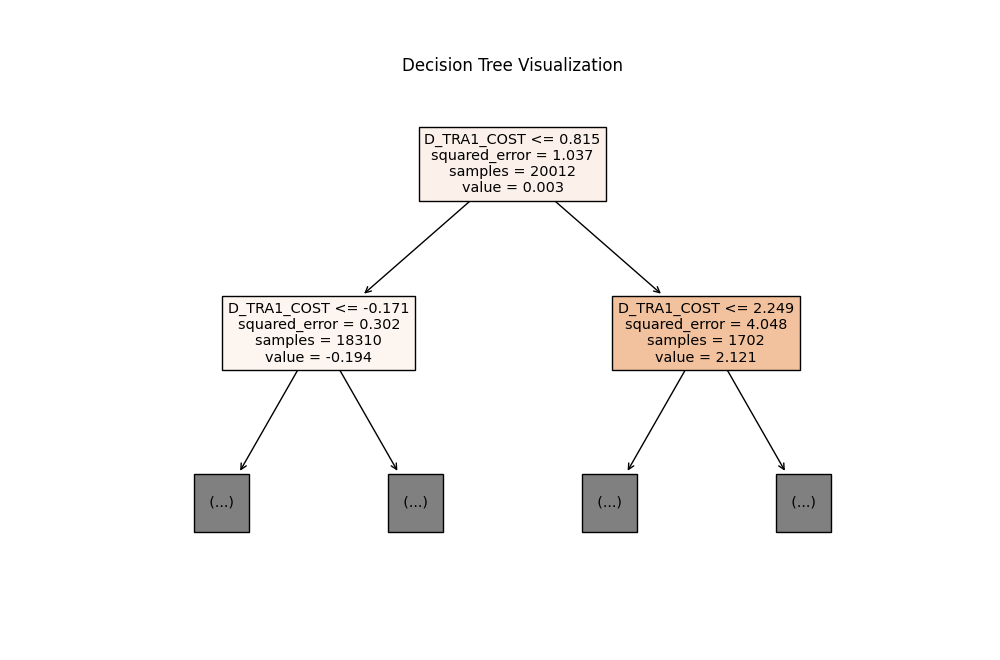 Decision Tree Visualization
D_TRA1_COST <= 0.815
squared_error = 1.037
samples = 20012
value = 0.003
D_TRA1_COST <= -0.171
squared_error = 0.302
samples = 18310
value = -0.194
D_TRA1_COST <= 2.249
squared_error = 4.048
samples = 1702
value = 2.121
(...)
(...)
(...)
(...)